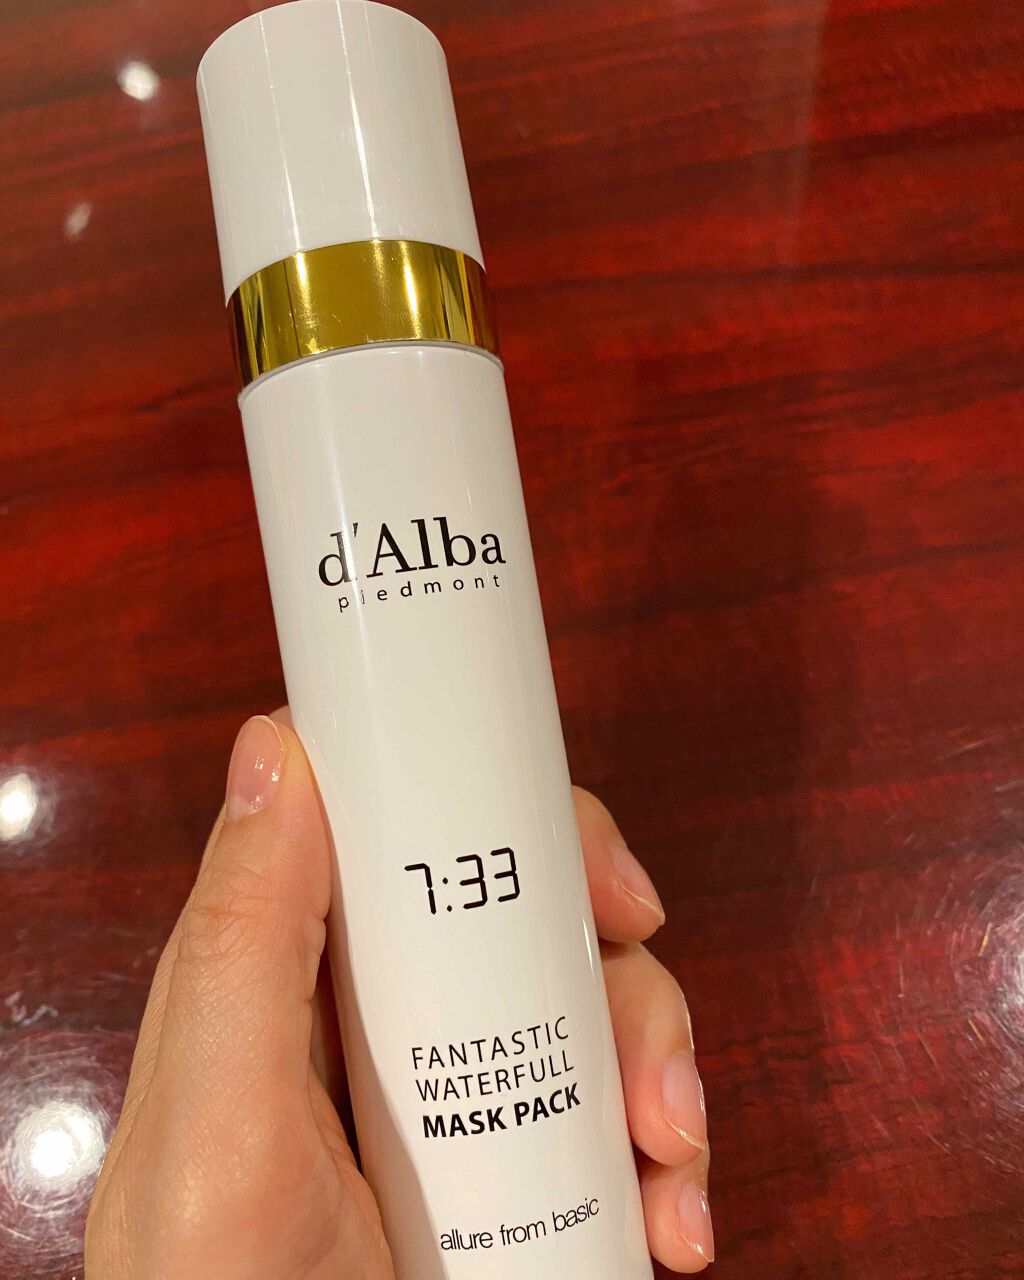 d'Alba
piedmont
7:33
FANTASTIC
WATERFULL
MASK PACK
allure from basic